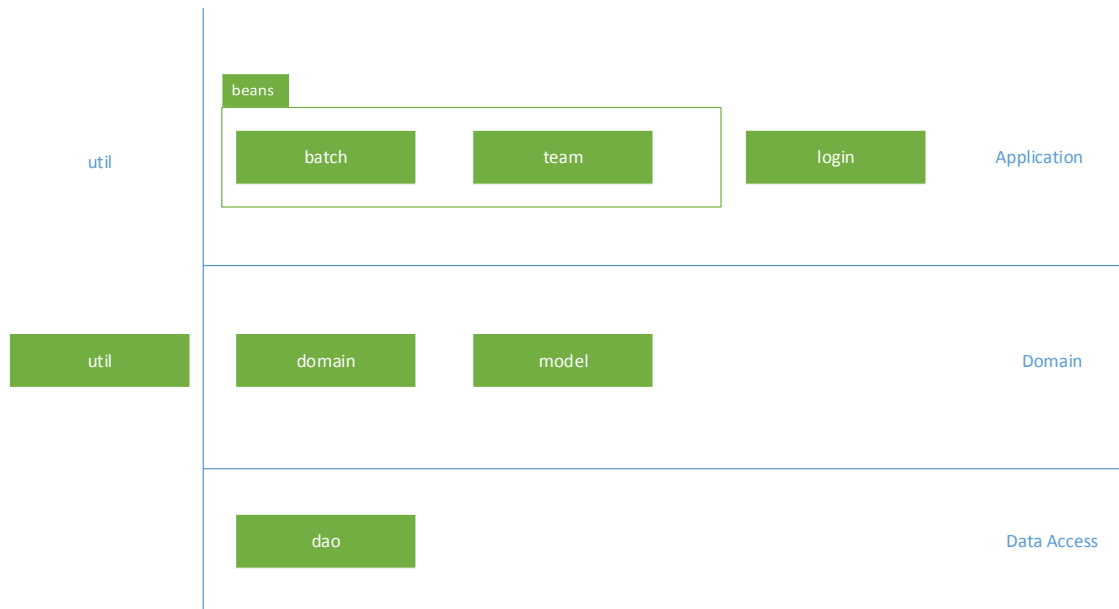 beans
batch
team
login
util
Application
util
domain
model
Domain
dao
Data Access